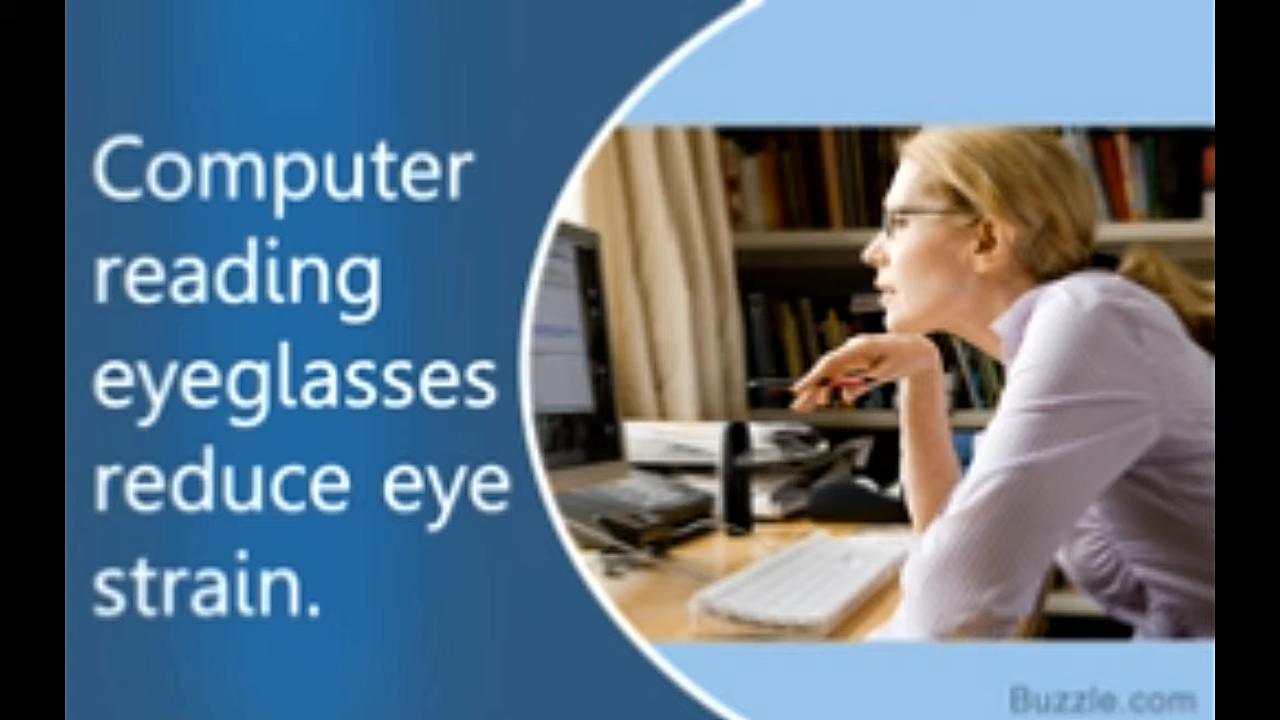 Computer
reading
eyeglasses
reduce eye
strain.
Buzzle.com